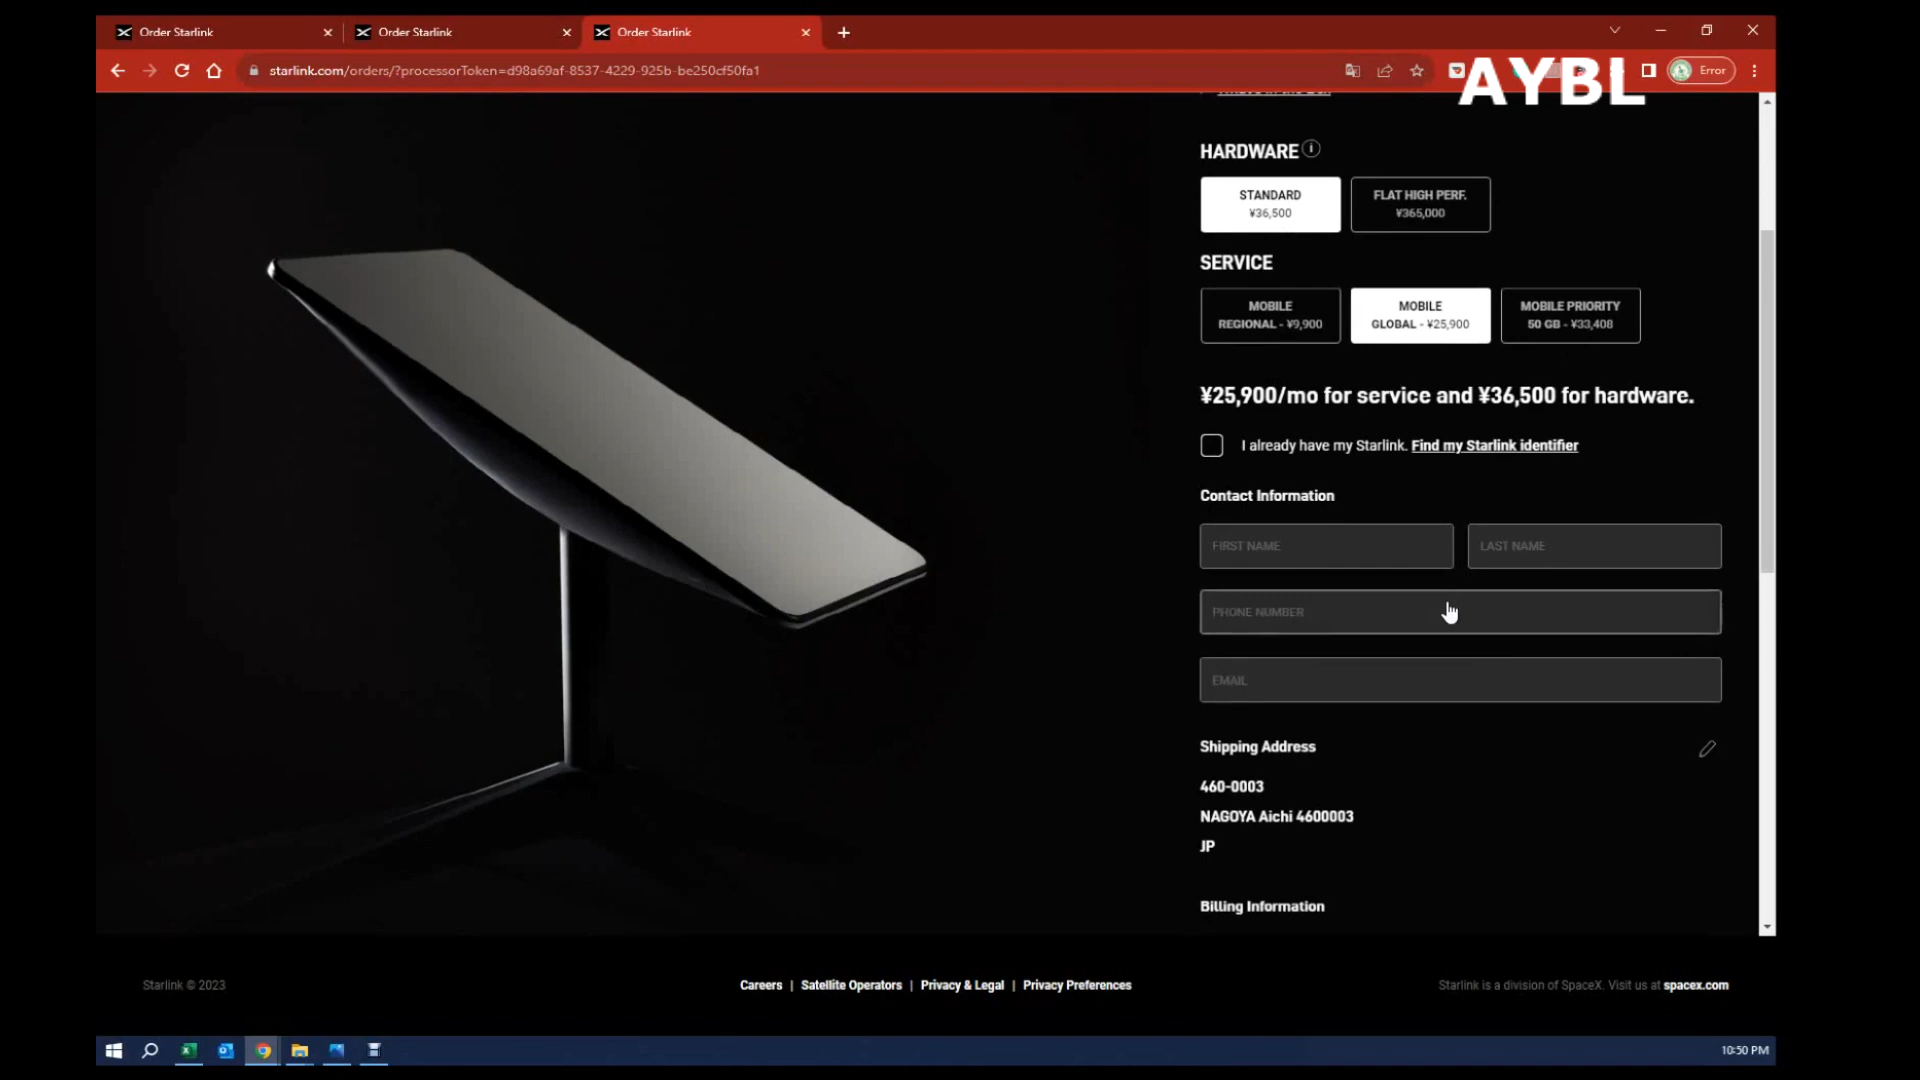 Order Starlink
Order Starlink
Order Starlink
starlink.com/orders/?processorToken=d98a69af-8537-4229-925b-be250cf50fa1
Error
AYBL
HARDWARE
STANDARD
¥36,500
FLAT HIGH PERF.
¥365,000
SERVICE
MOBILE
REGIONAL - ¥9,900
MOBILE
GLOBAL - ¥25,900
MOBILE PRIORITY
50 GB - ¥33,408
¥25,900/mo for service and ¥36,500 for hardware.
I already have my Starlink. Find my Starlink identifier
Contact Information
FIRST NAME
LAST NAME
PHONE NUMBER
EMAIL
Shipping Address
460-0003
NAGOYA Aichi 4600003
JP
Billing Information
Starlink © 2023
Careers | Satellite Operators | Privacy & Legal | Privacy Preferences
Starlink is a division of SpaceX. Visit us at spacex.com
10:50 PM